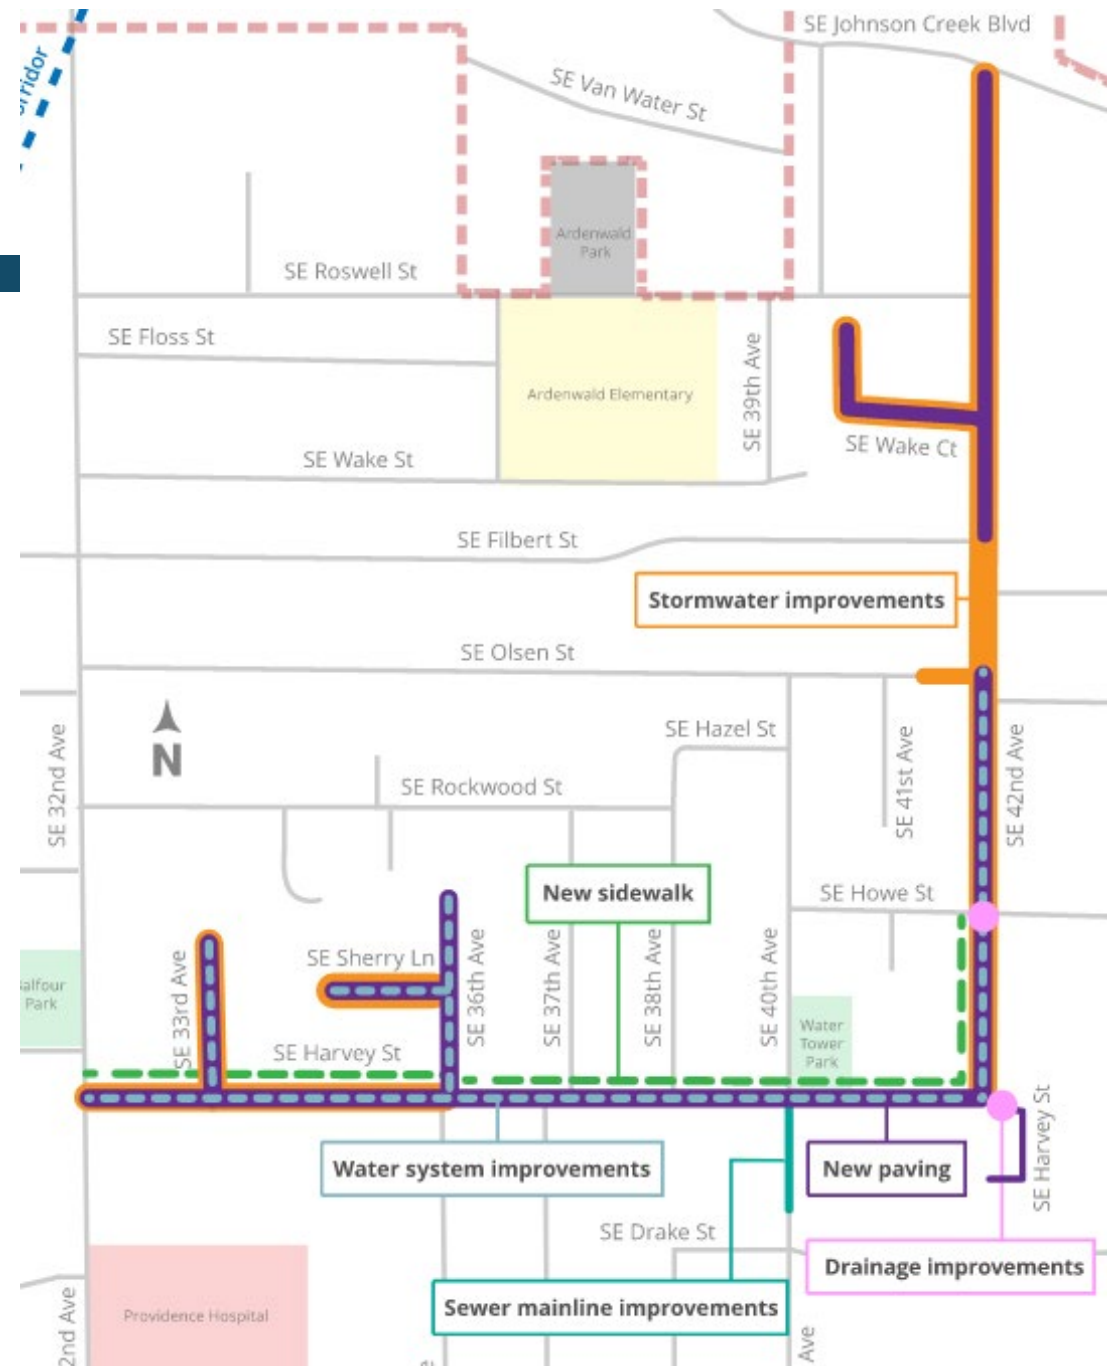 SE Johnson Creek Blvd
SE Van Water St
Ardenwald
Park
SE Roswell St
SE Floss St
SE 39th Ave
Ardenwald Elementary
SE Wake Ct
SE Wake St
SE Filbert St
Stormwater improvements
SE Olsen St
N
SE Hazel St
SE 32nd Ave
SE 41st Ave
SE 42nd Ave
SE Rockwood St
New sidewalk
SE Howe St
SE Sherry Ln
SE 33rd Ave
SE 36th Ave
SE 37th Ave
SE 38th Ave
SE 40th Ave
Park
Water
Tower
Park
SE Harvey St
SE Harvey St
Water system improvements
New paving
SE Drake St
Drainage improvements
Sewer mainline improvements
Providence Hospital
2nd Ave
Ave